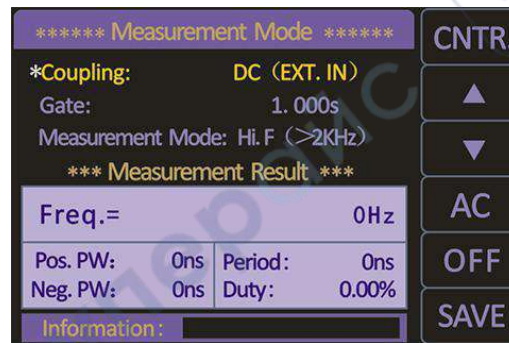 ****** Measurement Mode ******
*Coupling: DC (EXT. IN)
Gate: 1.000s
Measurement Mode: Hi.F (>2KHz)
*** Measurement Result ***
Freq.= 0Hz
Pos. PW: 0ns Period: 0ns
Neg. PW: 0ns Duty: 0.00%
Information:
CNTR.
▲
▼
AC
OFF
SAVE